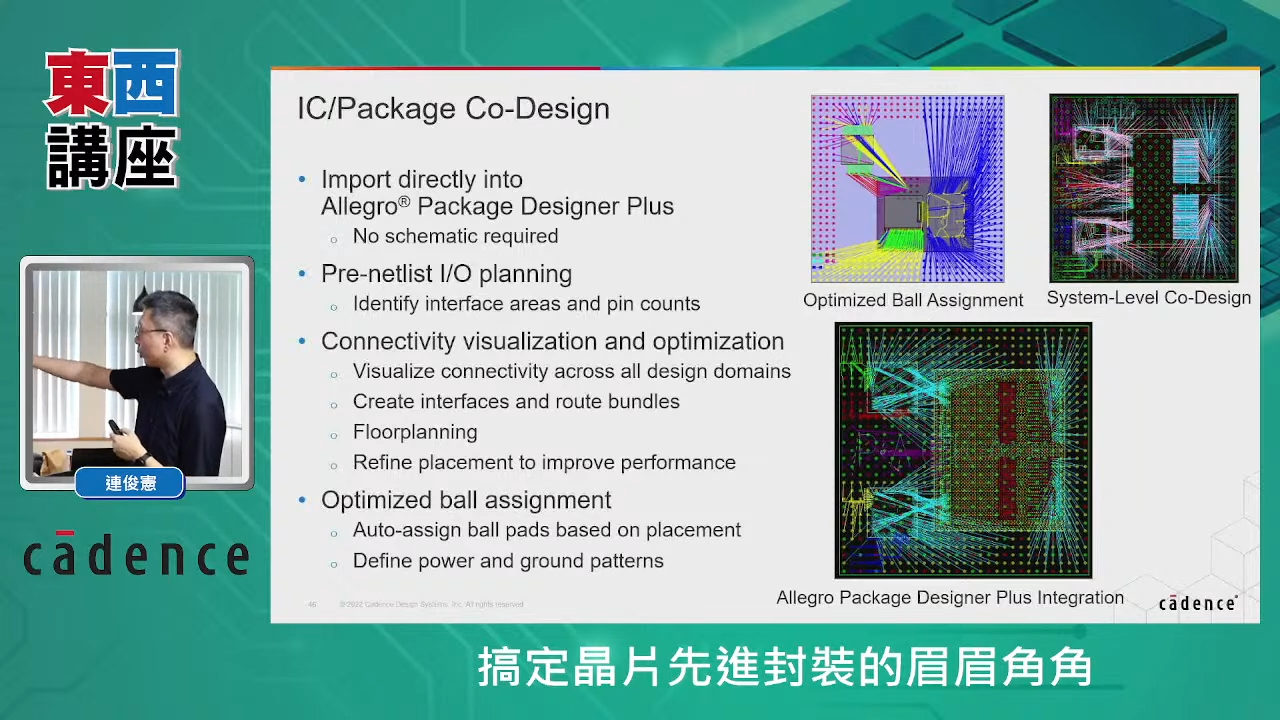 東西
講座
連俊憲
cādence
IC/Package Co-Design
• Import directly into
Allegro® Package Designer Plus
○ No schematic required
• Pre-netlist I/O planning
○ Identify interface areas and pin counts
• Connectivity visualization and optimization
○ Visualize connectivity across all design domains
○ Create interfaces and route bundles
○ Floorplanning
○ Refine placement to improve performance
• Optimized ball assignment
○ Auto-assign ball pads based on placement
○ Define power and ground patterns
Optimized Ball Assignment
System-Level Co-Design
Allegro Package Designer Plus Integration
46 © 2022 Cadence Design Systems, Inc. All rights reserved.
cādence®
搞定晶片先進封裝的眉眉角角